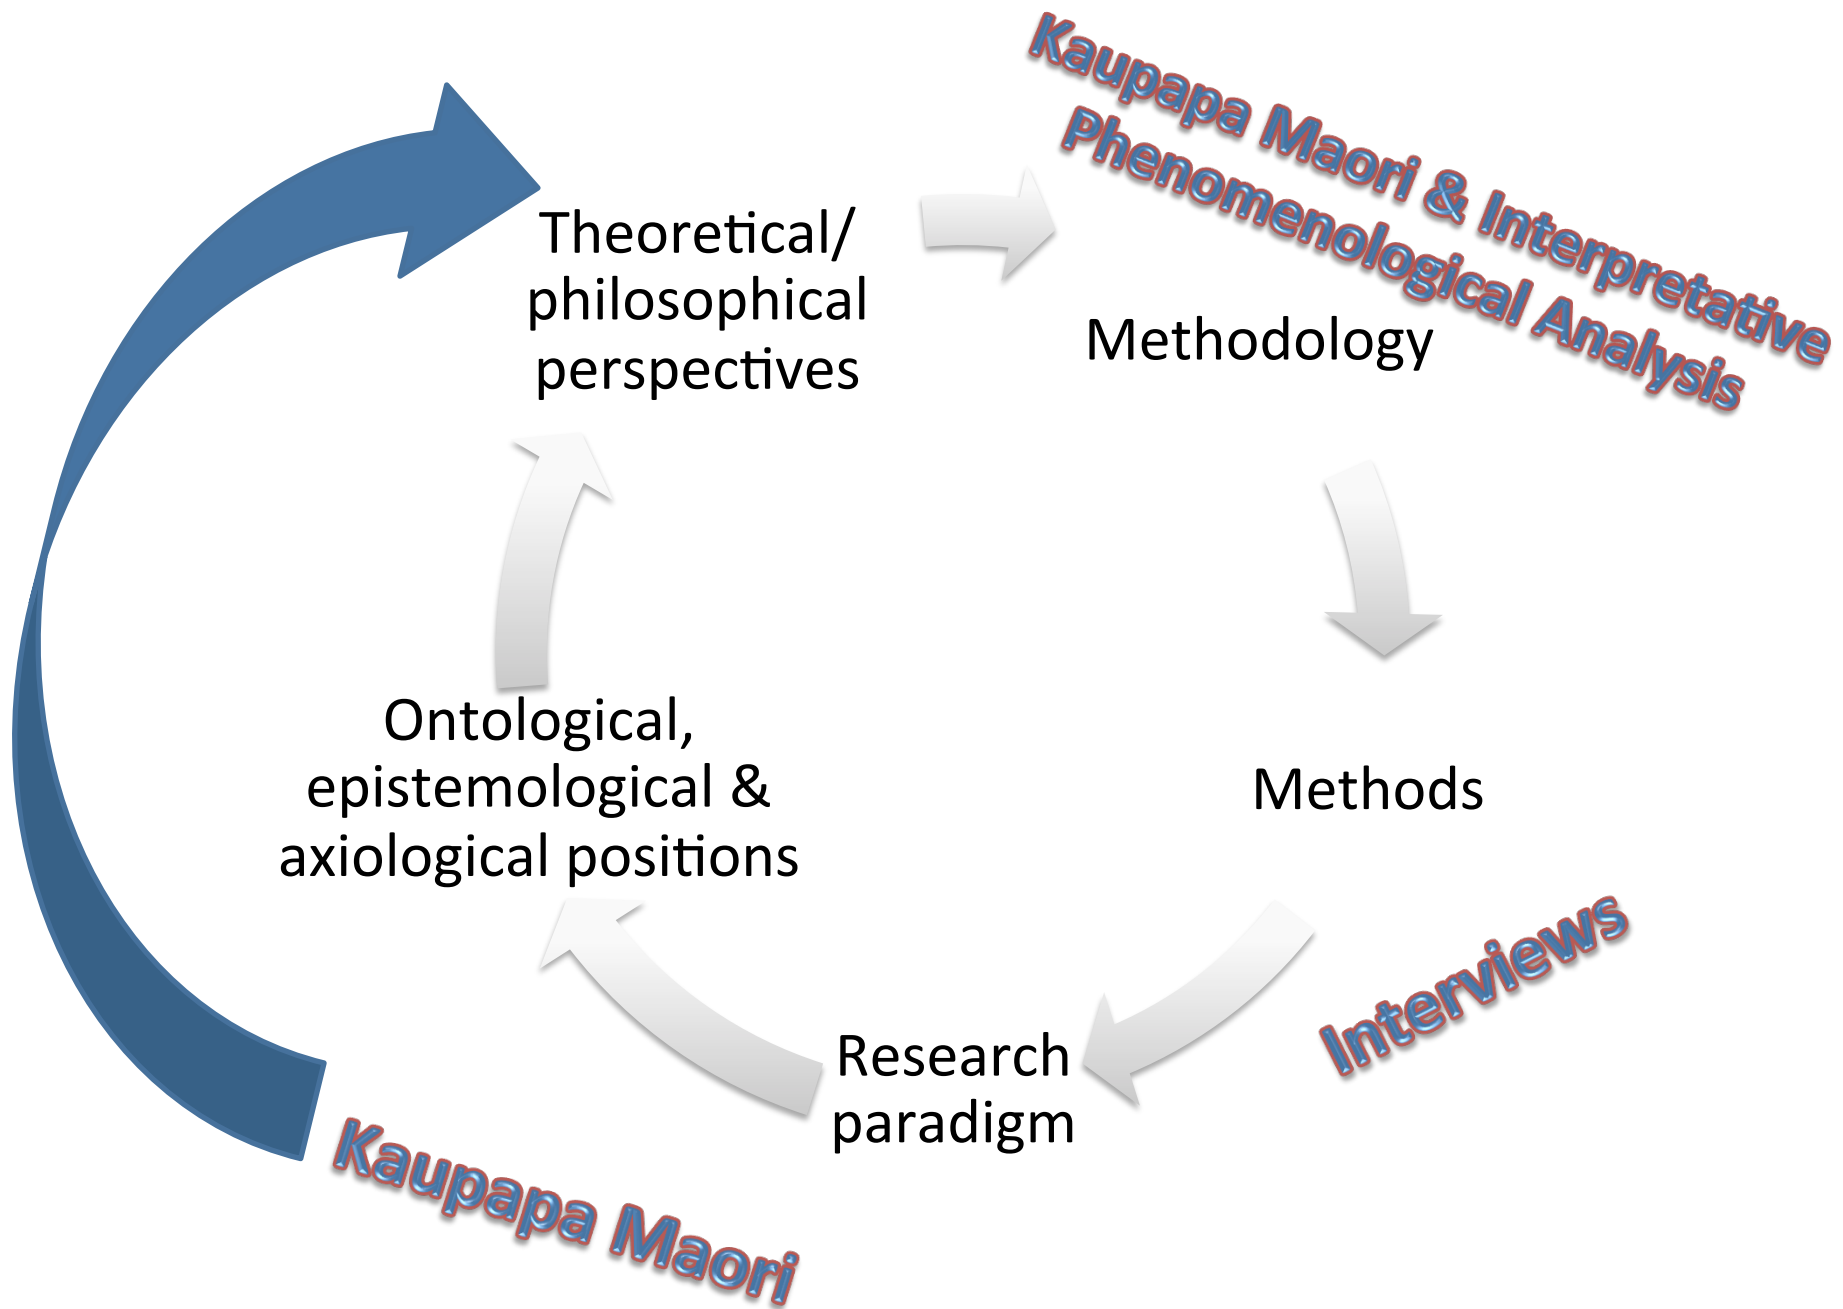 Kaupapa Maori & Interpretative
Phenomenological Analysis
Theoretical/
philosophical
perspectives
Methodology
Ontological,
epistemological &
axiological positions
Methods
Interviews
Research
paradigm
Kaupapa Maori